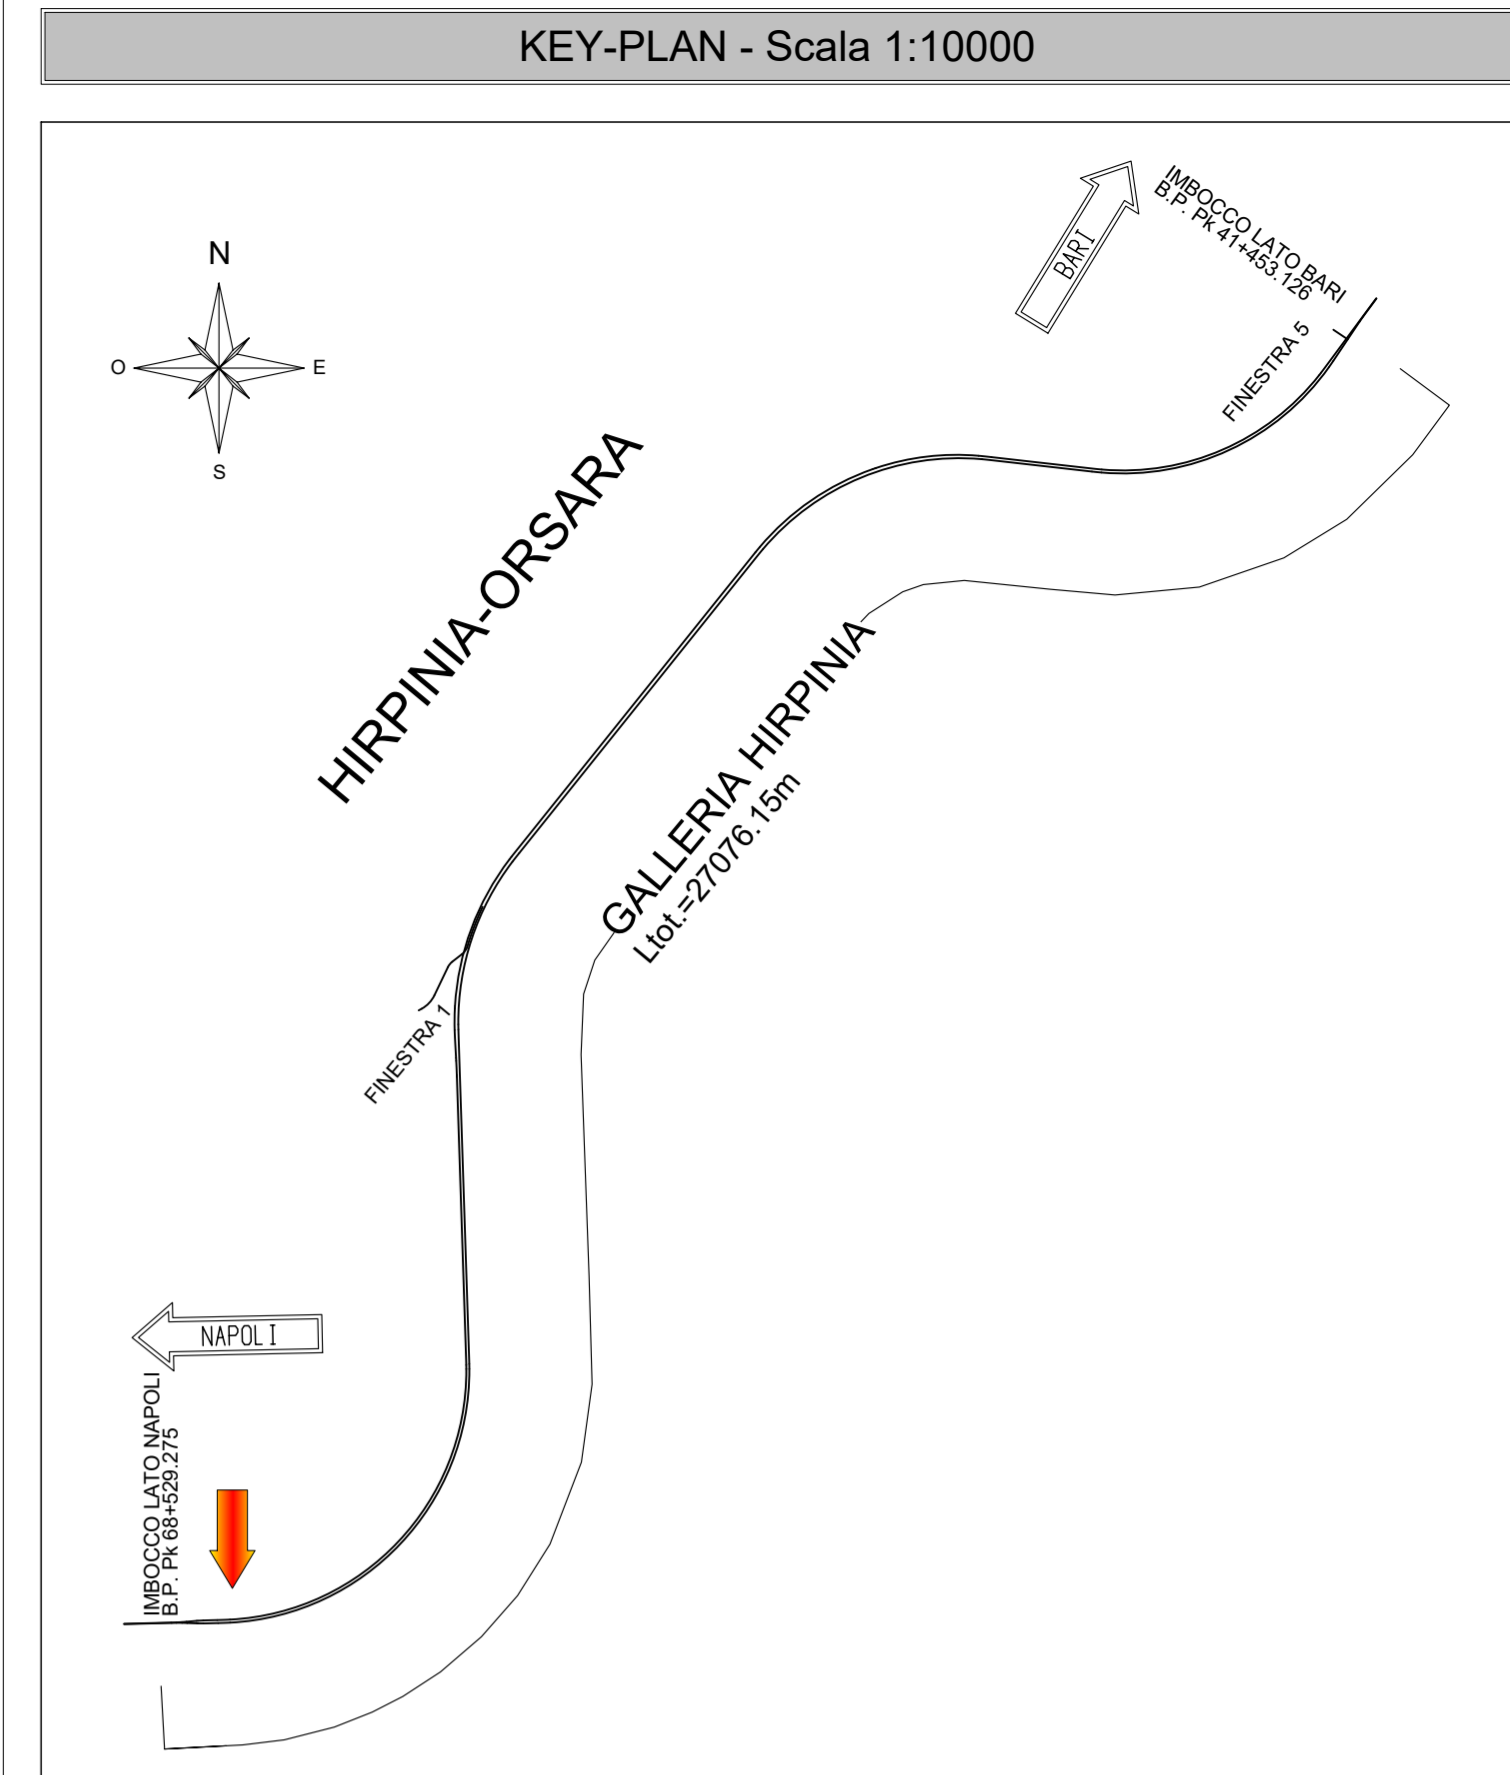 KEY-PLAN - Scala 1:10000
IMBOCCO LATO BARI
B.P. Pk 41+453.126
BARI
N
O
E
S
FINESTRA 5
HIRPINIA-ORSARA
GALLERIA HIRPINIA
Ltot.=27076.15m
FINESTRA 1
NAPOLI
IMBOCCO LATO NAPOLI
B.P. Pk 68+529.275